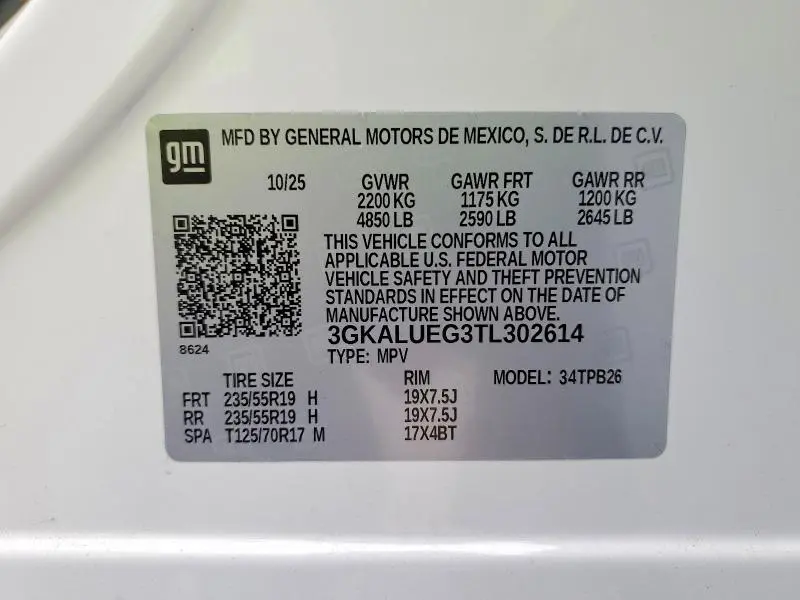 gm MFD BY GENERAL MOTORS DE MEXICO, S. DE R.L. DE C.V.
10/25 GVWR GAWR FRT GAWR RR
2200 KG 1175 KG 1200 KG
4850 LB 2590 LB 2645 LB
THIS VEHICLE CONFORMS TO ALL
APPLICABLE U.S. FEDERAL MOTOR
VEHICLE SAFETY AND THEFT PREVENTION
STANDARDS IN EFFECT ON THE DATE OF
MANUFACTURE SHOWN ABOVE.
3GKALUEG3TL302614
8624 TYPE: MPV
TIRE SIZE RIM MODEL: 34TPB26
FRT 235/55R19 H 19X7.5J
RR 235/55R19 H 19X7.5J
SPA T125/70R17 M 17X4BT